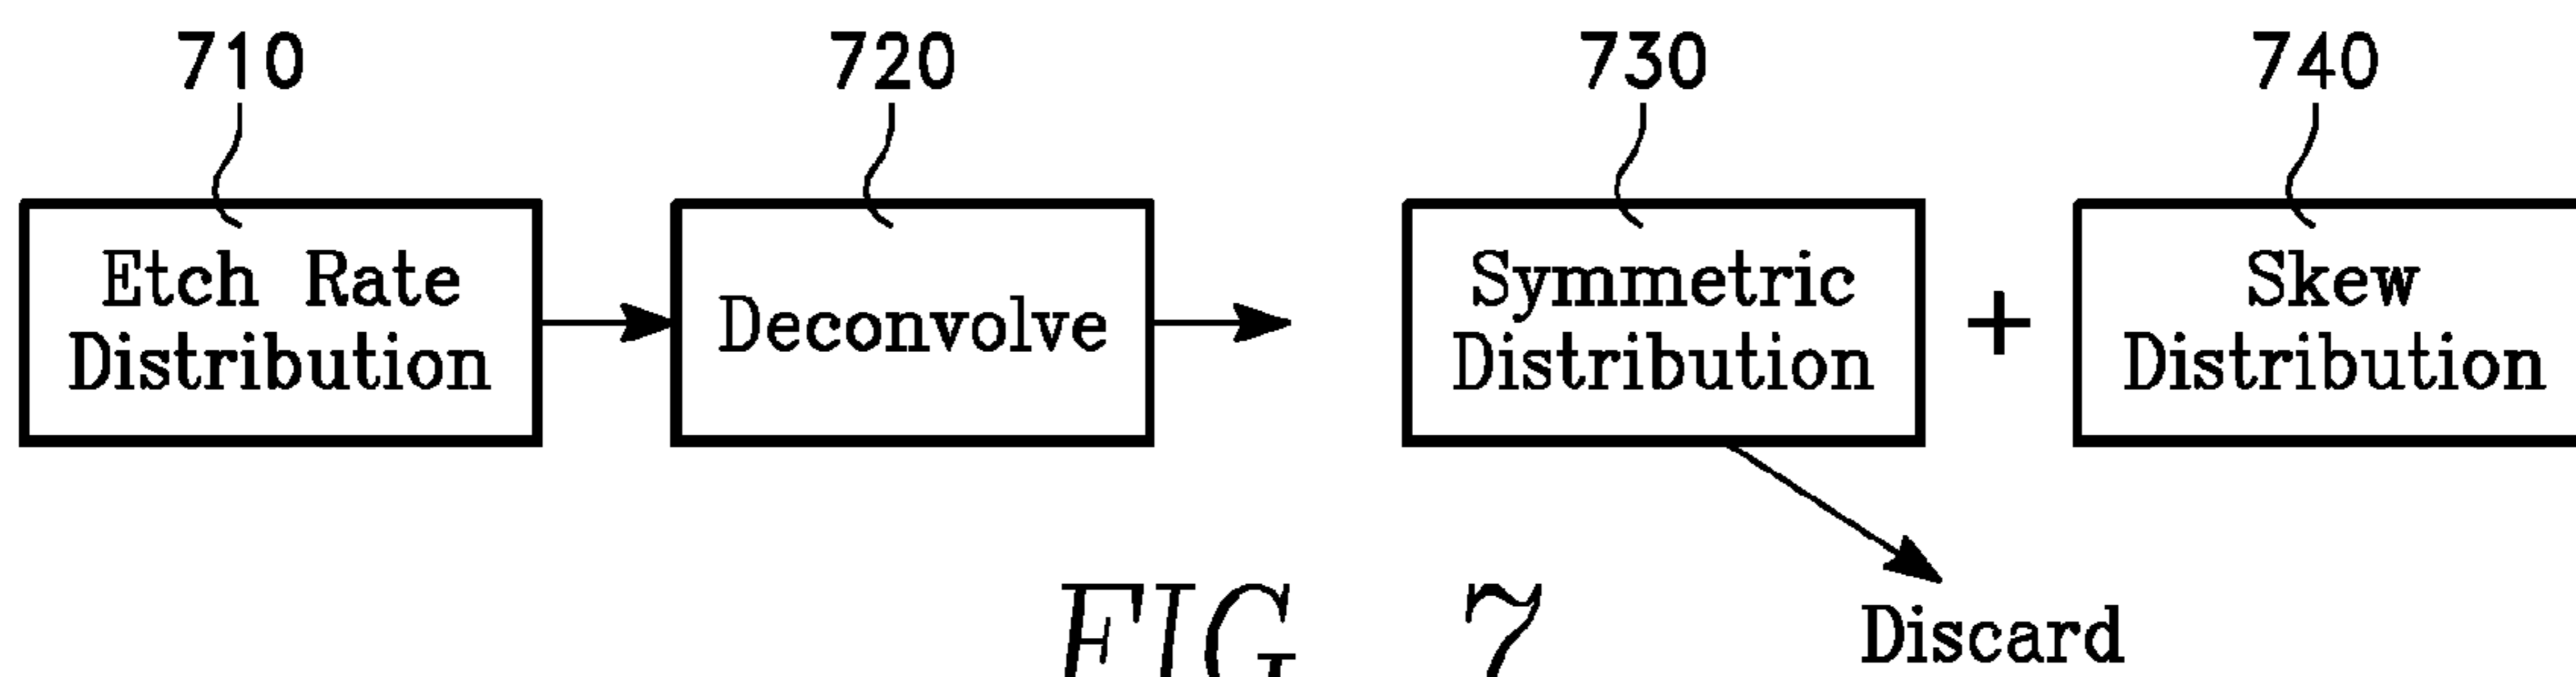 710 720 730 740
Etch Rate
Distribution
Deconvolve
Symmetric
Distribution
+
Skew
Distribution
Discard
FIG. 7